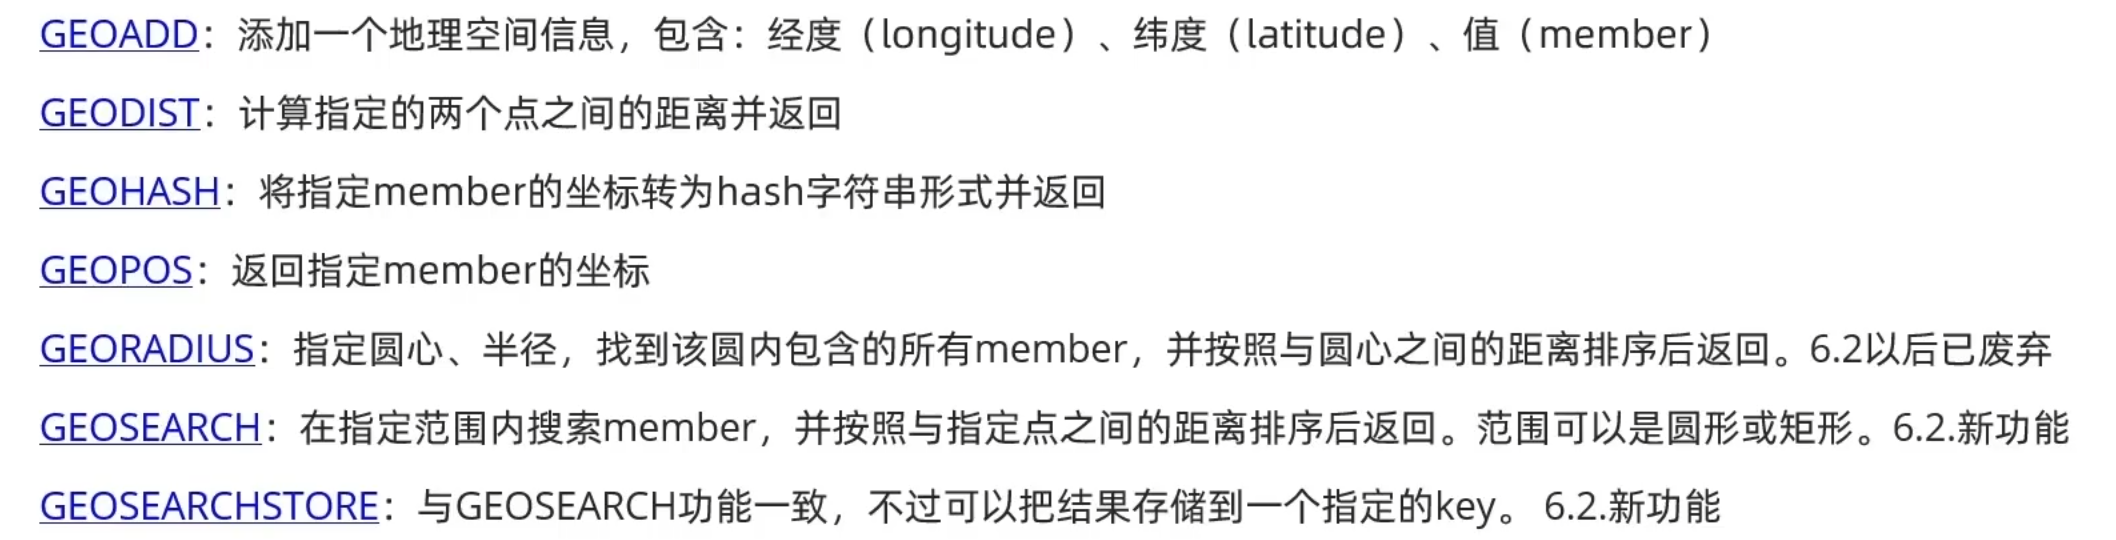 GEOADD：添加一个地理空间信息，包含：经度（longitude）、纬度（latitude）、值（member）
GEODIST：计算指定的两个点之间的距离并返回
GEOHASH：将指定member的坐标转为hash字符串形式并返回
GEOPOS：返回指定member的坐标
GEORADIUS：指定圆心、半径，找到该圆内包含的所有member，并按照与圆心之间的距离排序后返回。6.2以后已废弃
GEOSEARCH：在指定范围内搜索member，并按照与指定点之间的距离排序后返回。范围可以是圆形或矩形。6.2.新功能
GEOSEARCHSTORE：与GEOSEARCH功能一致，不过可以把结果存储到一个指定的key。 6.2.新功能